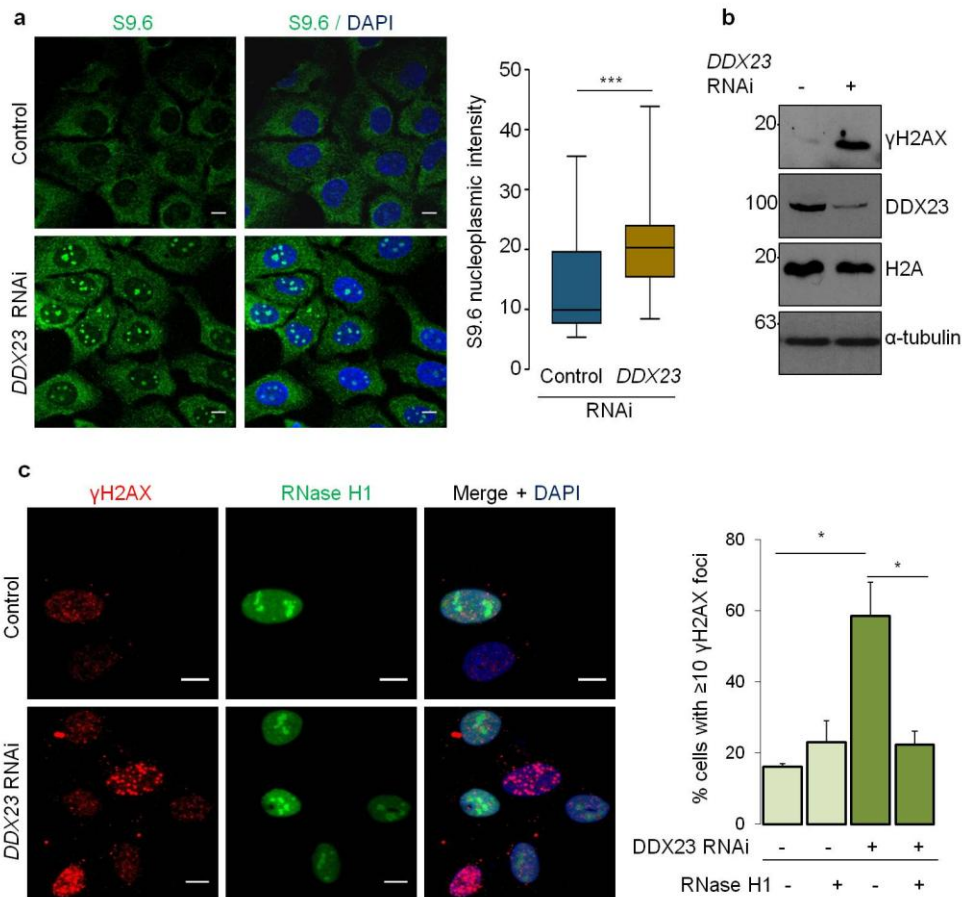 a
S9.6
S9.6 / DAPI
Control
DDX23 RNAi
S9.6 nucleoplasmic intensity
50
40
30
20
10
0
***
Control DDX23
RNAi
b
DDX23
RNAi - +
20
γH2AX
100
DDX23
20
H2A
63
α-tubulin
c
γH2AX
RNase H1
Merge + DAPI
Control
DDX23 RNAi
% cells with ≥10 γH2AX foci
80
60
40
20
0
*
*
DDX23 RNAi - - + +
RNase H1 - + - +